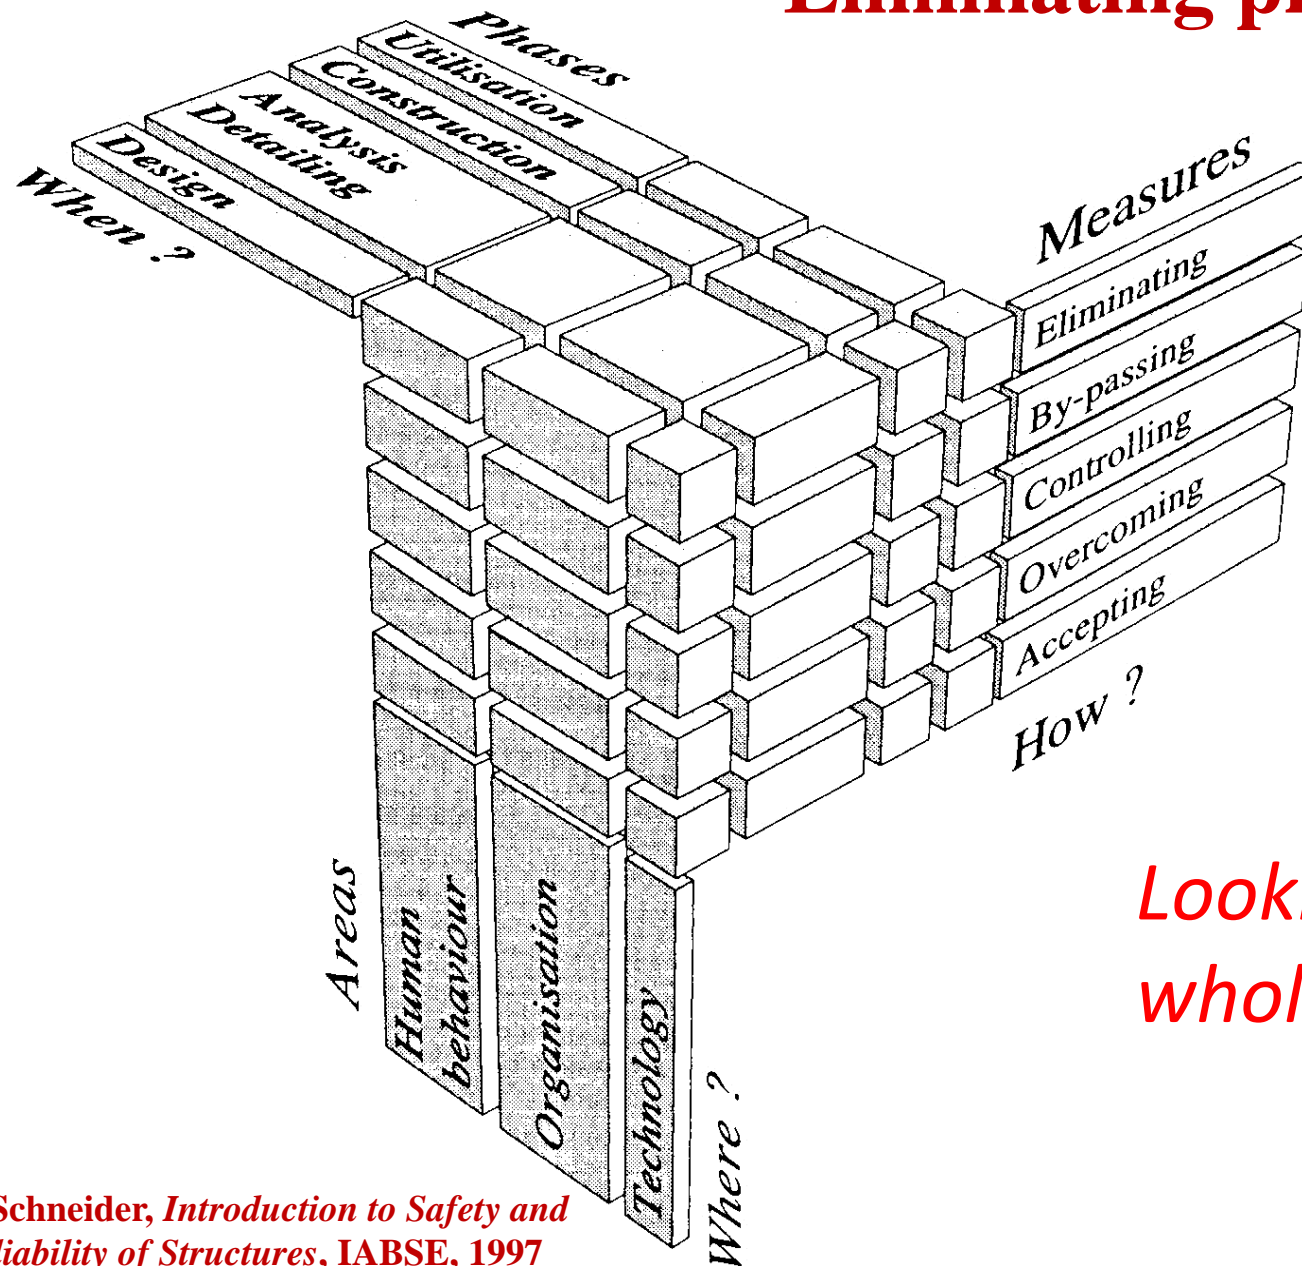 Eliminating
Phases
Utilisation
Construction
Analysis
Detailing
Design
When ?
Measures
Eliminating
By-passing
Controlling
Overcoming
Accepting
How ?
Areas
Human
behaviour
Organisation
Technology
Where ?
Schneider, Introduction to Safety and
liability of Structures, IABSE, 1997